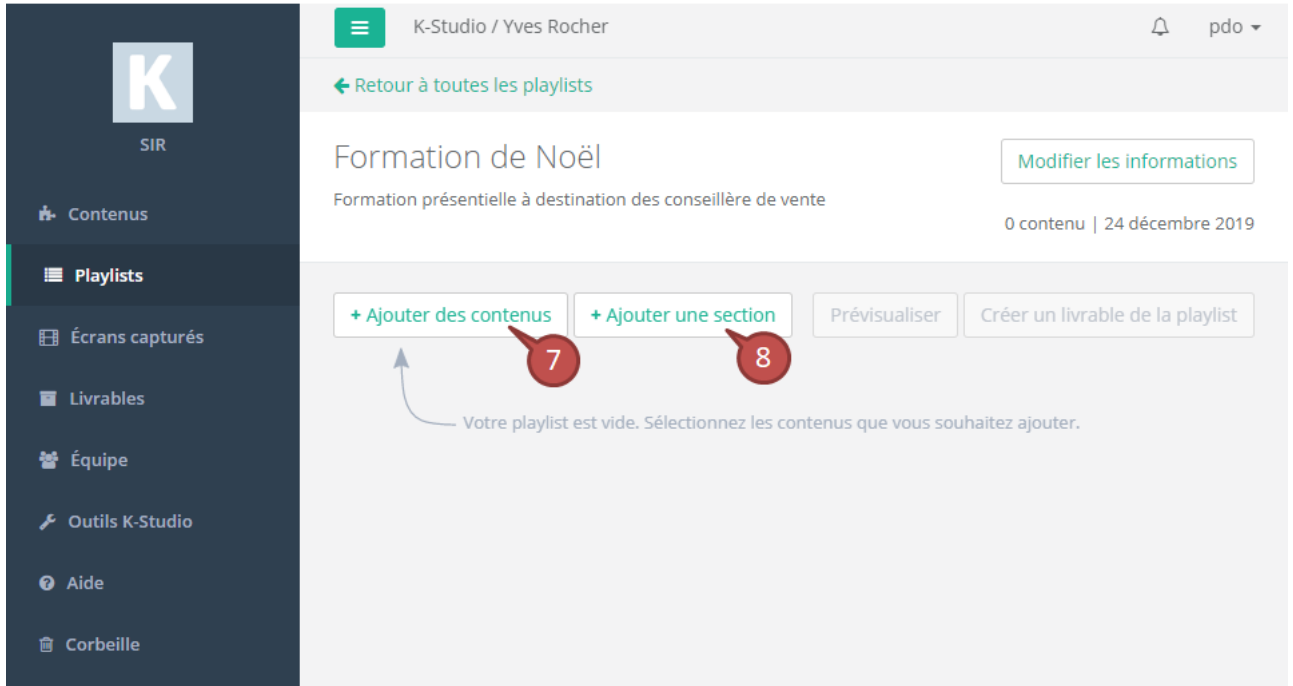 K-Studio / Yves Rocher
pdo
K
SIR
Contenus
Playlists
Écrans capturés
Livrables
Équipe
Outils K-Studio
Aide
Corbeille
Retour à toutes les playlists
Formation de Noël
Modifier les informations
Formation présentielle à destination des conseillère de vente
0 contenu | 24 décembre 2019
+ Ajouter des contenus + Ajouter une section Prévisualiser Créer un livrable de la playlist
7 8
Votre playlist est vide. Sélectionnez les contenus que vous souhaitez ajouter.